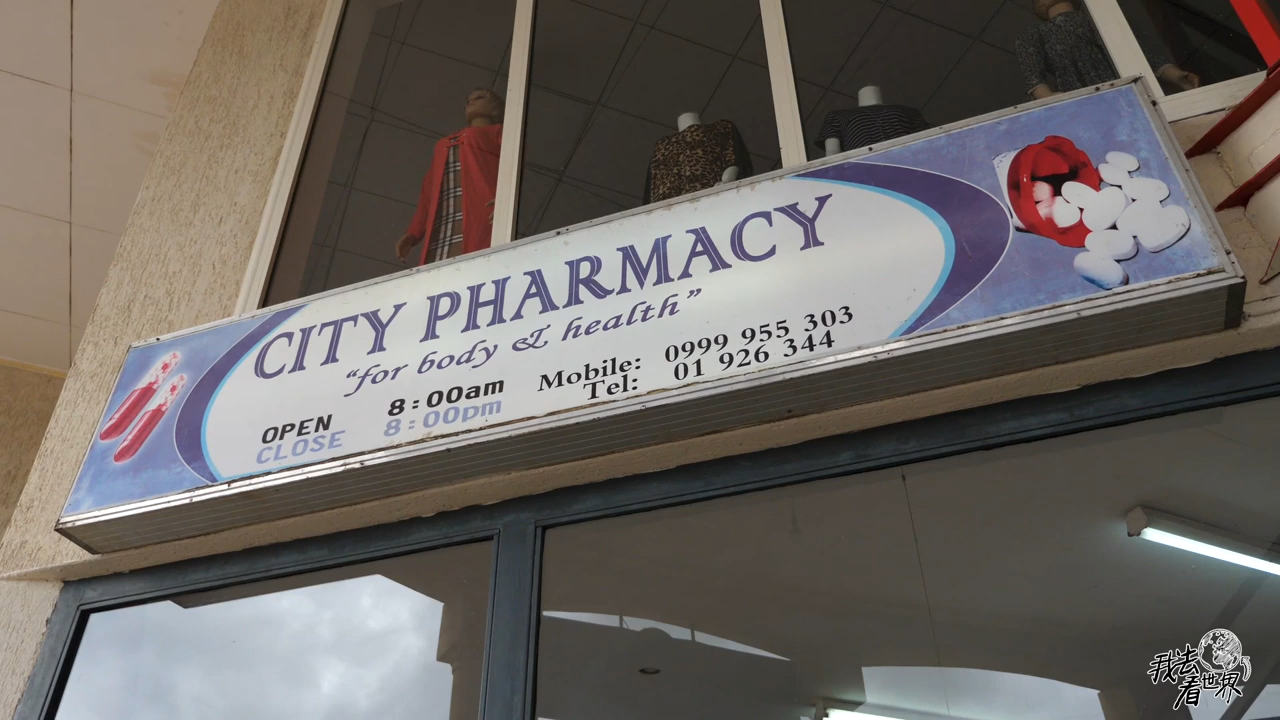 CITY PHARMACY
“for body & health”
OPEN 8:00am
CLOSE 8:00pm
Mobile: 0999 955 303
Tel: 01 926 344
我去看世界